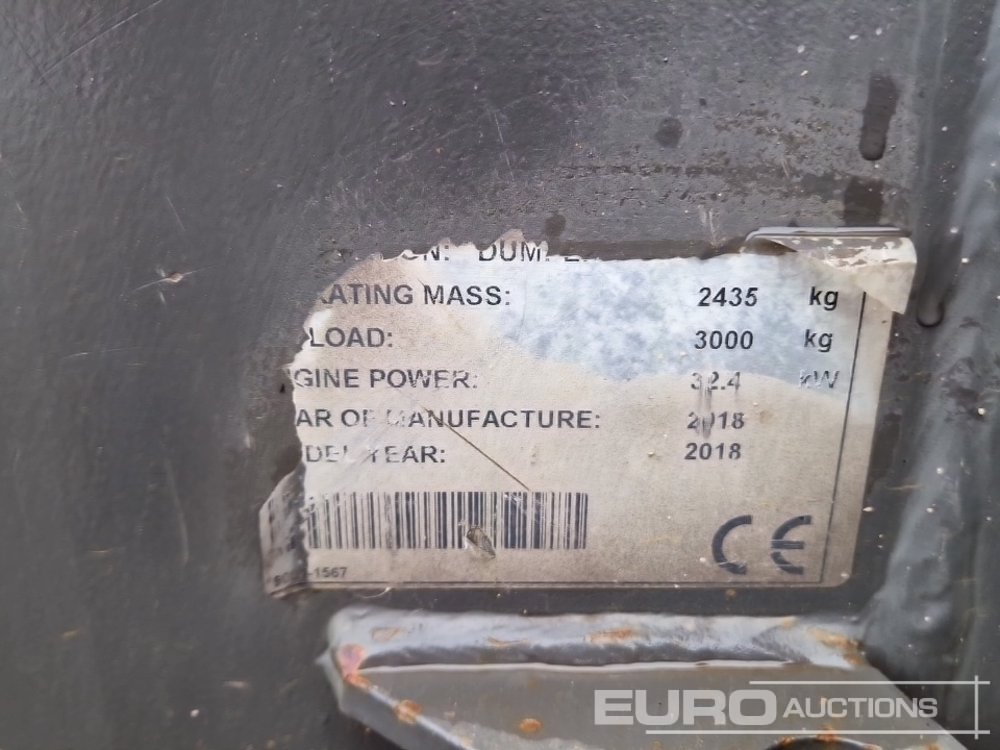 RATING MASS: 2435 kg
LOAD: 3000 kg
GINE POWER: 32.4 kW
AR OF MANUFACTURE: 2018
DEL YEAR: 2018
CE
-1567
EURO AUCTIONS